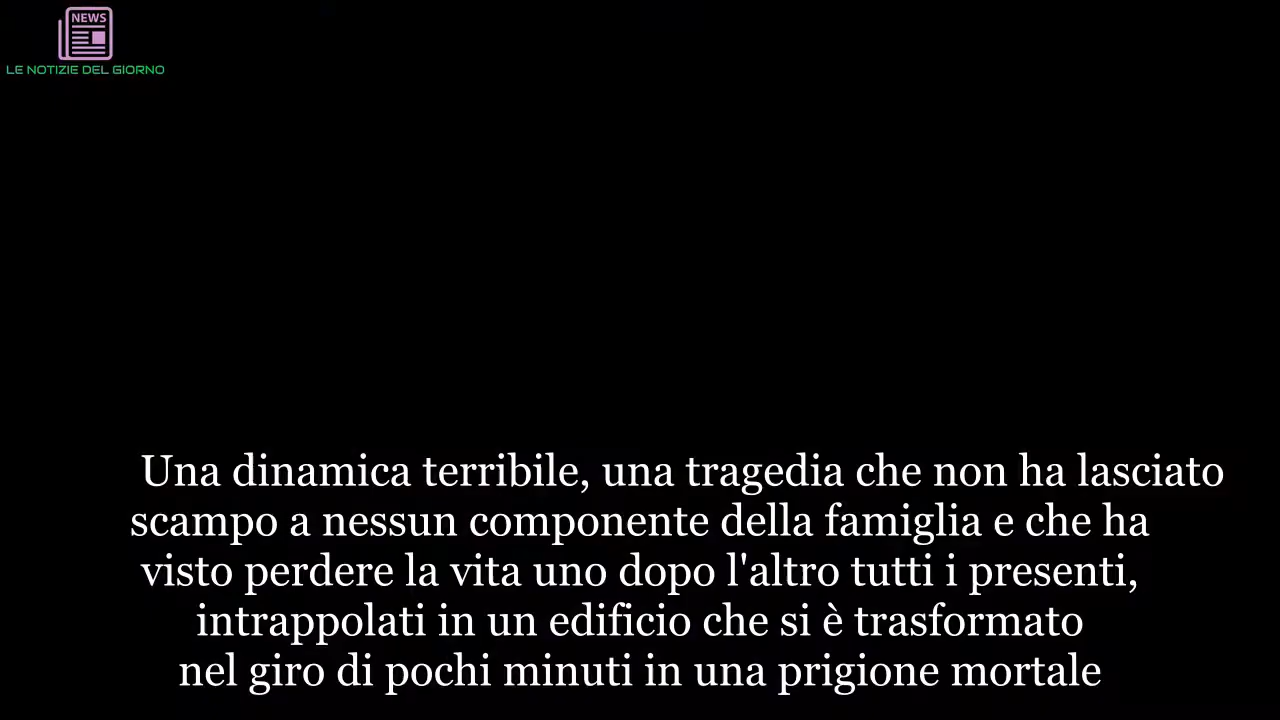 NEWS
LE NOTIZIE DEL GIORNO
Una dinamica terribile, una tragedia che non ha lasciato
scampo a nessun componente della famiglia e che ha
visto perdere la vita uno dopo l'altro tutti i presenti,
intrappolati in un edificio che si è trasformato
nel giro di pochi minuti in una prigione mortale